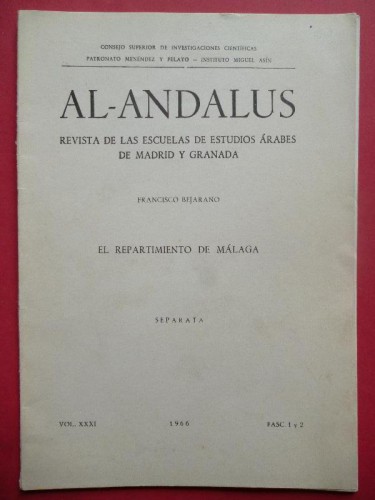 CONSEJO SUPERIOR DE INVESTIGACIONES CIENTÍFICAS
PATRONATO MENÉNDEZ Y PELAYO – INSTITUTO MIGUEL ASÍN
AL-ANDALUS
REVISTA DE LAS ESCUELAS DE ESTUDIOS ÁRABES
DE MADRID Y GRANADA
FRANCISCO BEJARANO
EL REPARTIMIENTO DE MÁLAGA
SEPARATA
VOL. XXXI 1966 FASC 1 y 2